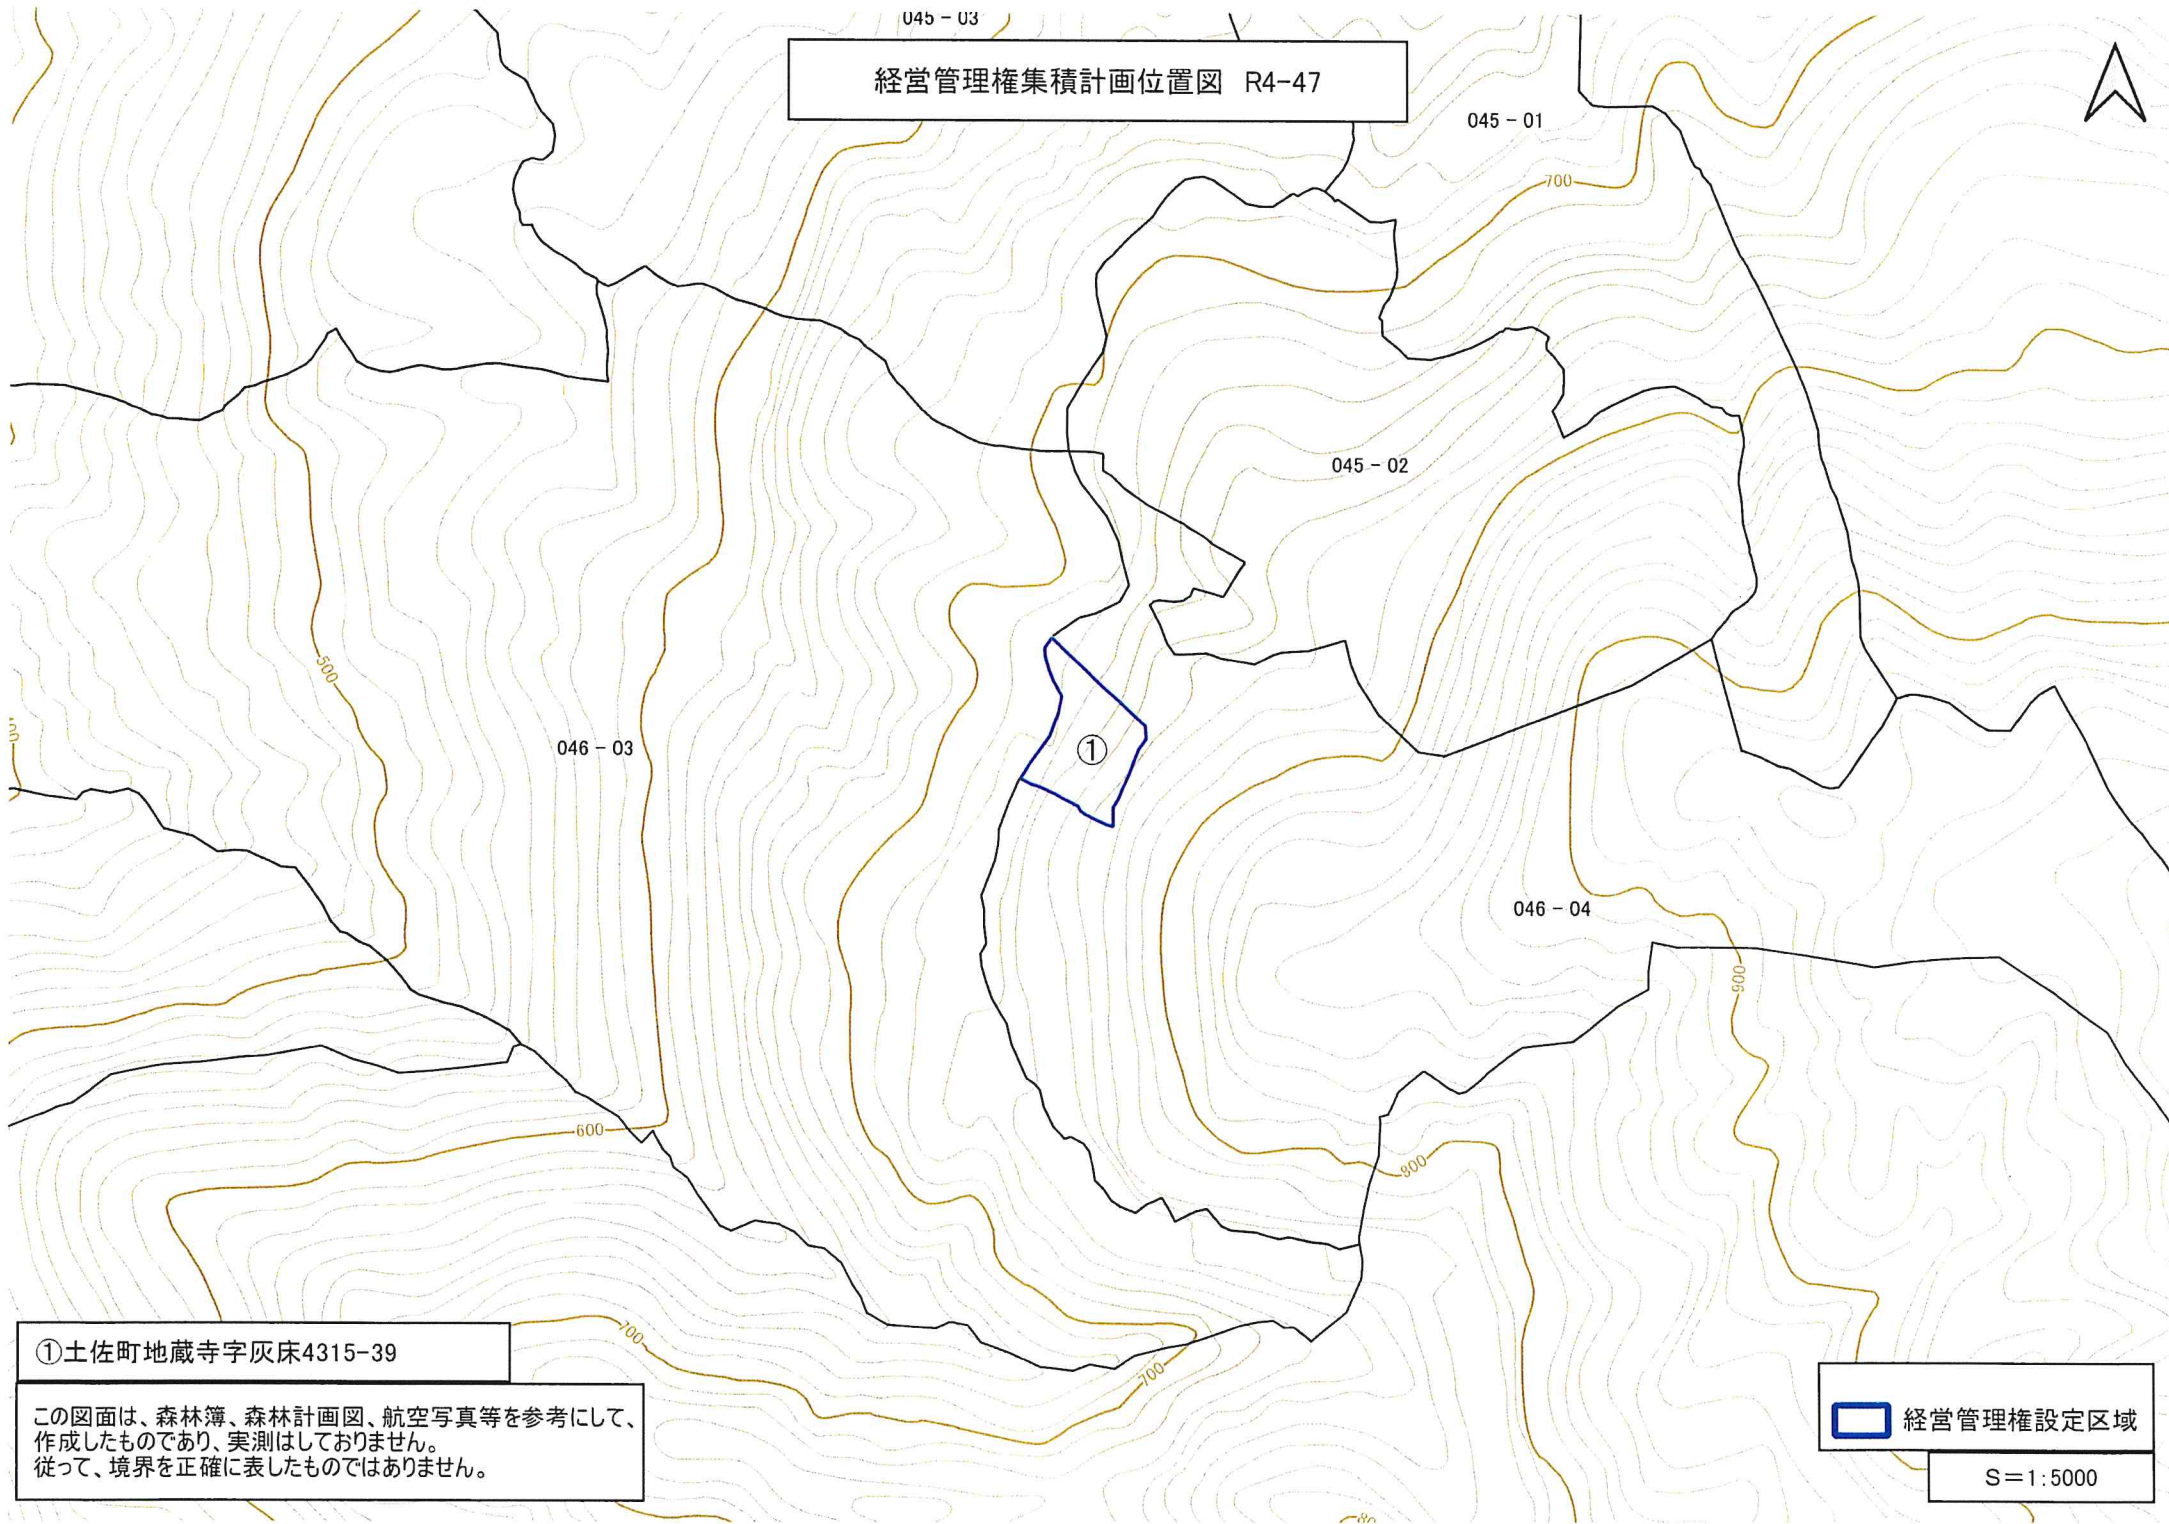 045－03
経営管理権集積計画位置図　R4-47
045－01
700
045－02
500
046－03
①
046－04
900
600
800
700
700
①土佐町地蔵寺字灰床4315-39
この図面は、森林簿、森林計画図、航空写真等を参考にして、
作成したものであり、実測はしておりません。
従って、境界を正確に表したものではありません。
経営管理権設定区域
S＝1:5000